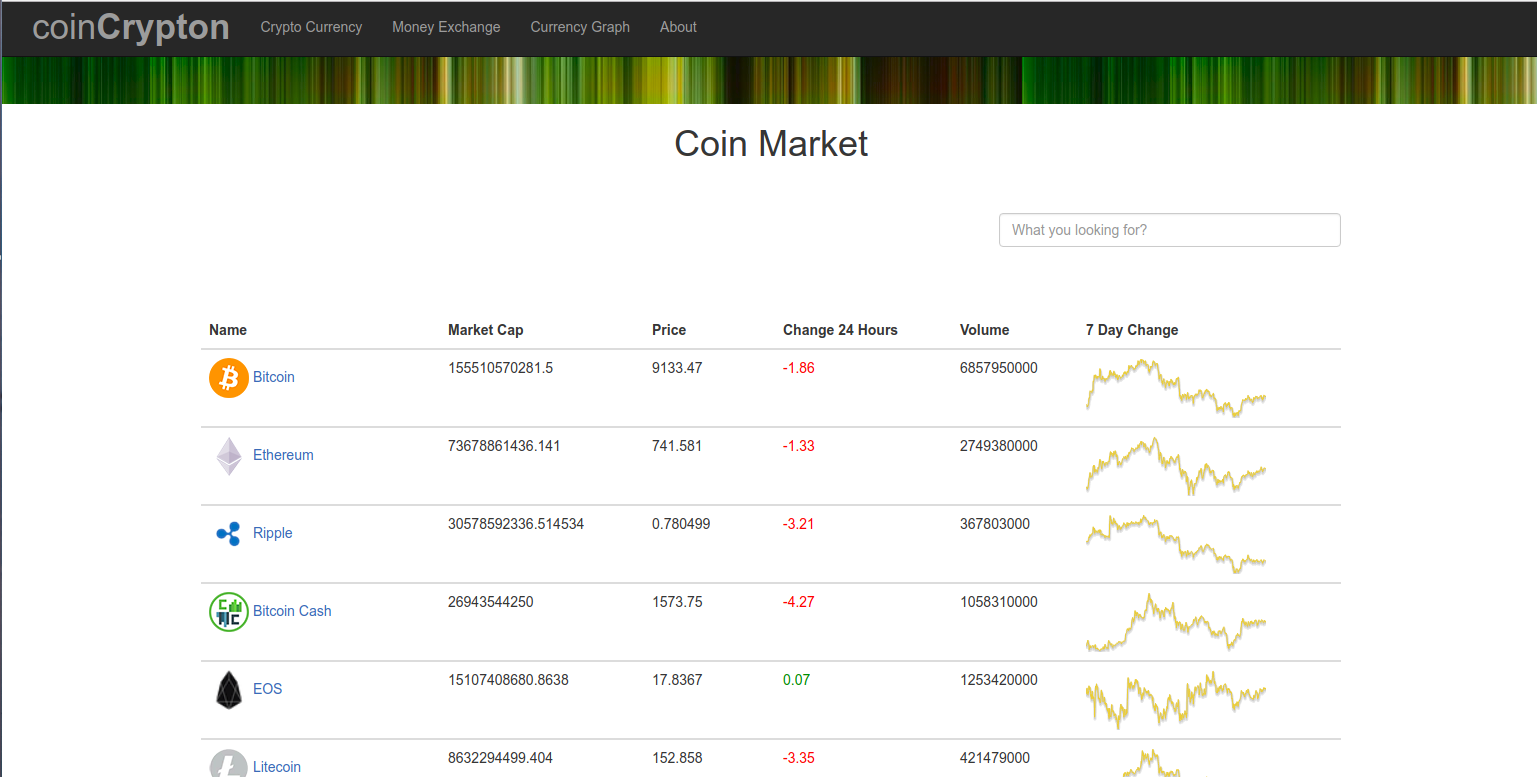 coinCrypton Crypto Currency Money Exchange Currency Graph About
Coin Market
What you looking for?
Name Market Cap Price Change 24 Hours Volume 7 Day Change
Bitcoin 155510570281.5 9133.47 -1.86 6857950000
Ethereum 73678861436.141 741.581 -1.33 2749380000
Ripple 30578592336.514534 0.780499 -3.21 367803000
Bitcoin Cash 26943544250 1573.75 -4.27 1058310000
EOS 15107408680.8638 17.8367 0.07 1253420000
Litecoin 8632294499.404 152.858 -3.35 421479000